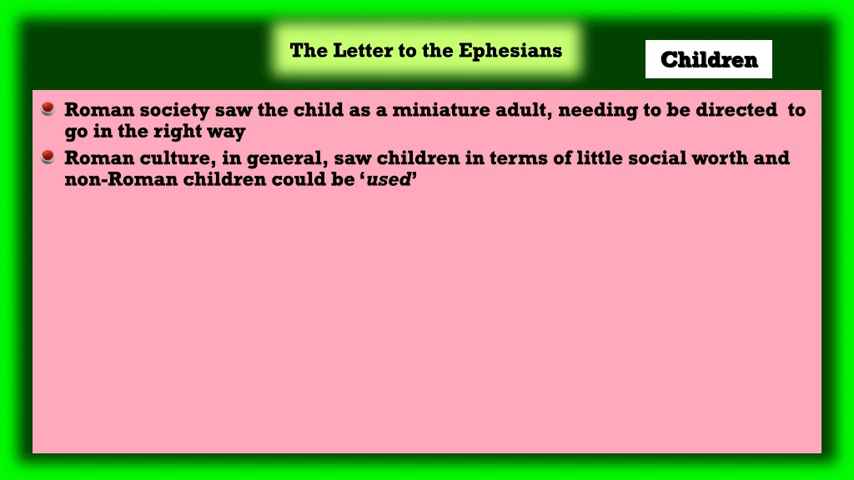 The Letter to the Ephesians
Children
Roman society saw the child as a miniature adult, needing to be directed  to
go in the right way
Roman culture, in general, saw children in terms of little social worth and
non-Roman children could be ‘used’